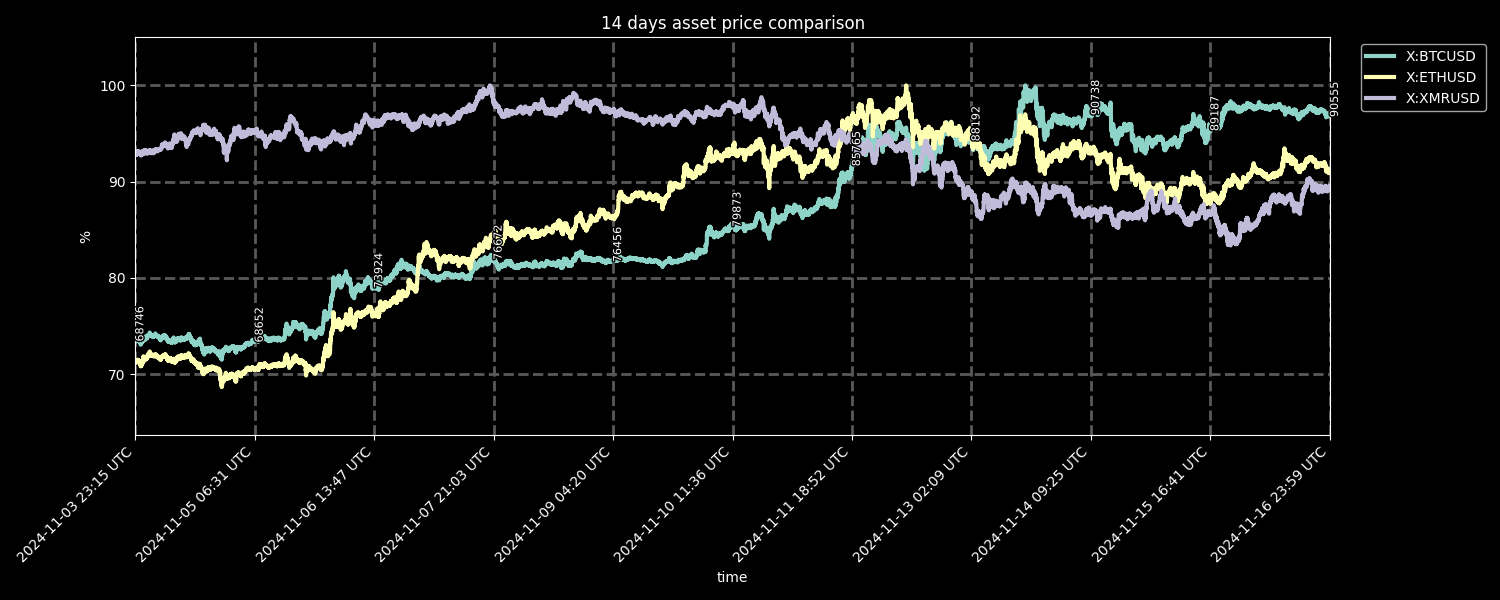 14 days asset price comparison
X:BTCUSD
X:ETHUSD
X:XMRUSD
%
100
90
80
70
68746
68652
73924
76672
76456
79873
85765
88192
90738
89187
90555
2024-11-03 23:15 UTC
2024-11-05 06:31 UTC
2024-11-06 13:47 UTC
2024-11-07 21:03 UTC
2024-11-09 04:20 UTC
2024-11-10 11:36 UTC
2024-11-11 18:52 UTC
2024-11-13 02:09 UTC
2024-11-14 09:25 UTC
2024-11-15 16:41 UTC
2024-11-16 23:59 UTC
time